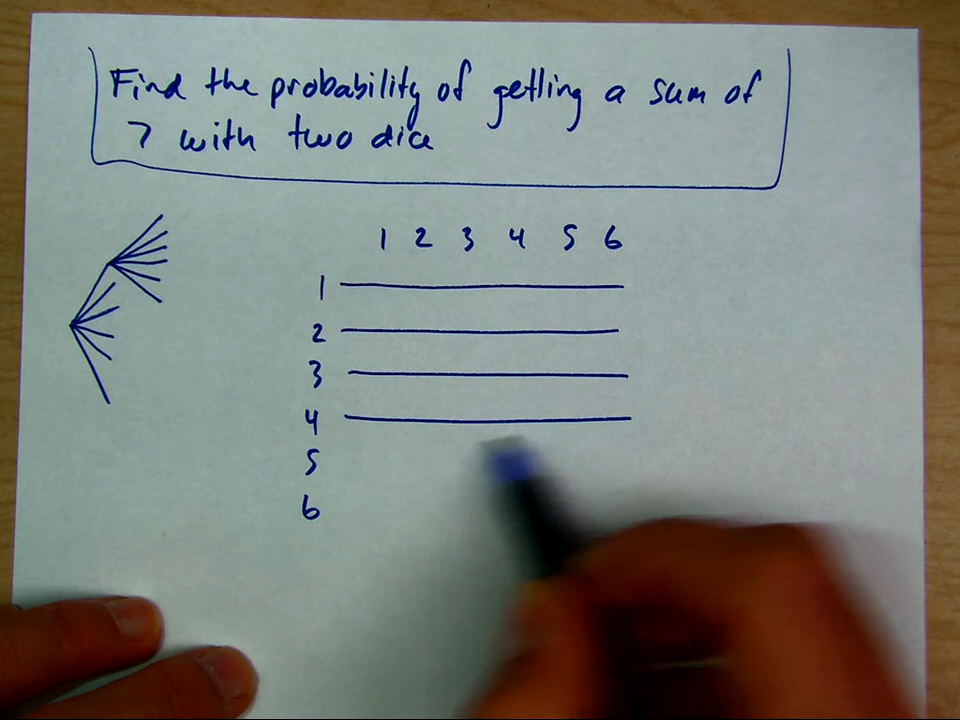 Find the probability of getting a sum of
7 with two dice
1 2 3 4 5 6
1
2
3
4
5
6